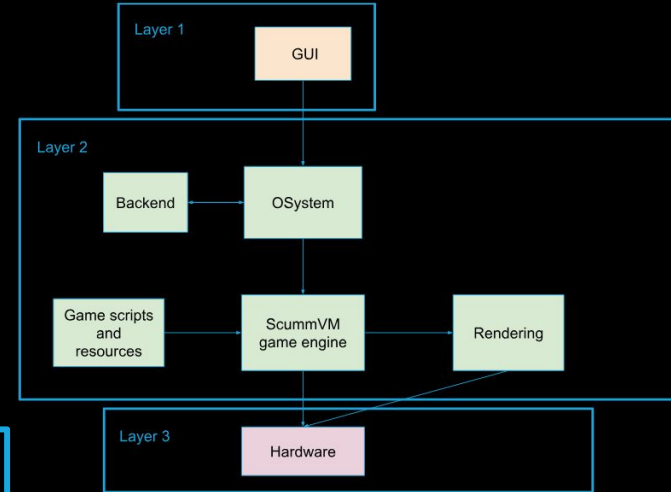 Layer 1
GUI
Layer 2
Backend
OSystem
Game scripts
and
resources
ScummVM
game engine
Rendering
Layer 3
Hardware